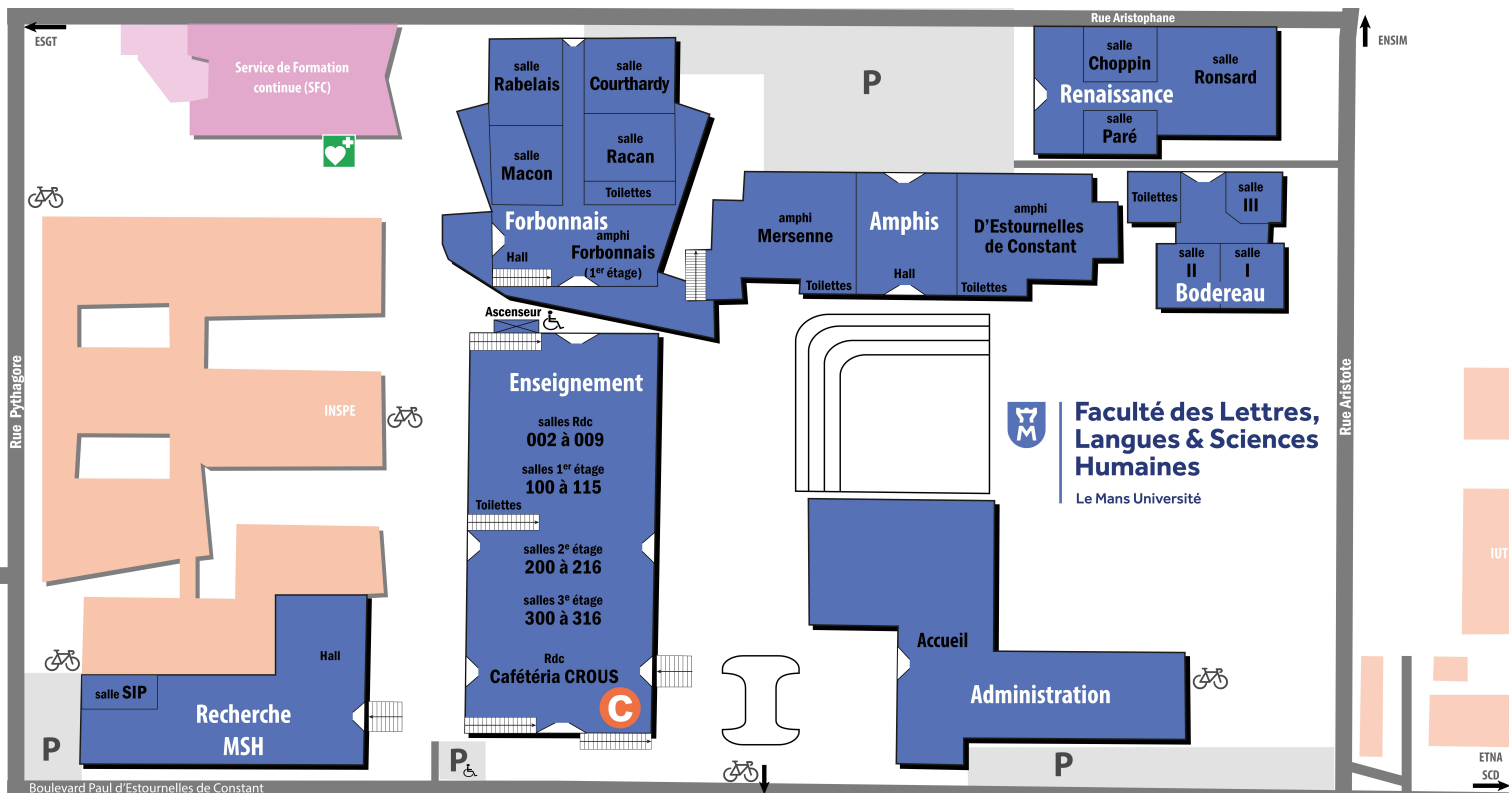 Rue Aristophane
ESGT
ENSIM
Service de Formation
continue (SFC)
salle
Rabelais
salle
Courthardy
salle
Macon
salle
Racan
Toilettes
Forbonnais
amphi
Forbonnais
(1er étage)
Hall
P
salle
Choppin
salle
Ronsard
Renaissance
salle
Paré
amphi
Mersenne
Toilettes
Amphis
Hall
amphi
D'Estournelles
de Constant
Toilettes
Toilettes
salle
III
salle
II
salle
I
Bodereau
Ascenseur
Enseignement
salles Rdc
002 à 009
salles 1er étage
100 à 115
Toilettes
salles 2e étage
200 à 216
salles 3e étage
300 à 316
Rdc
Cafétéria CROUS
C
Rue Pythagore
INSPE
Rue Aristote
M
Faculté des Lettres,
Langues & Sciences
Humaines
Le Mans Université
IUT
Hall
salle SIP
Recherche
MSH
Accueil
Administration
P
P
P
ETNA
SCD
Boulevard Paul d'Estournelles de Constant